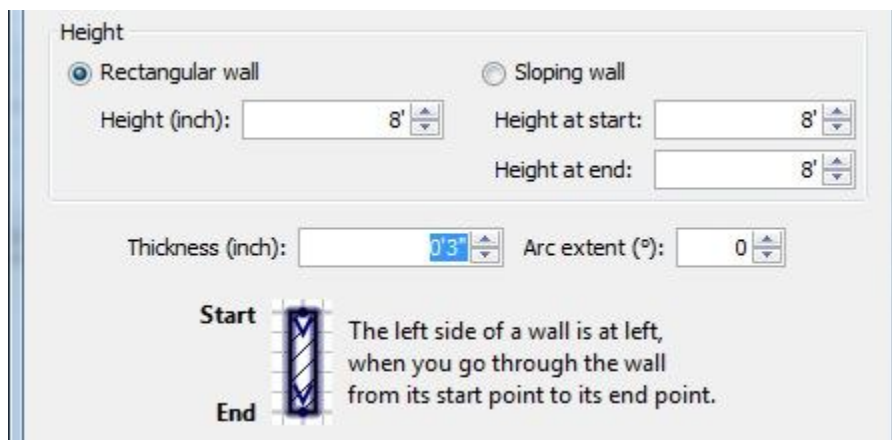 Height
Rectangular wall Sloping wall
Height (inch): 8' Height at start: 8'
Height at end: 8'
Thickness (inch): 0'3" Arc extent (°): 0
Start
The left side of a wall is at left,
when you go through the wall
from its start point to its end point.
End